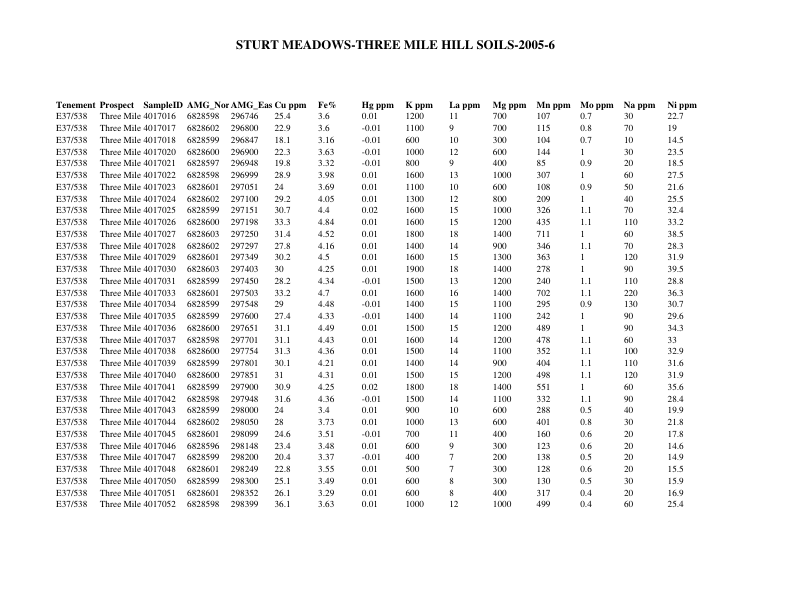 STURT MEADOWS-THREE MILE HILL SOILS-2005-6
Tenement Prospect SampleID AMG_Nor AMG_Eas Cu ppm Fe% Hg ppm K ppm La ppm Mg ppm Mn ppm Mo ppm Na ppm Ni ppm
E37/538 Three Mile 4017016 6828598 296746 25.4 3.6 0.01 1200 11 700 107 0.7 30 22.7
E37/538 Three Mile 4017017 6828602 296800 22.9 3.6 -0.01 1100 9 700 115 0.8 70 19
E37/538 Three Mile 4017018 6828599 296847 18.1 3.16 -0.01 600 10 300 104 0.7 10 14.5
E37/538 Three Mile 4017020 6828600 296900 22.3 3.63 -0.01 1000 12 600 144 1 30 23.5
E37/538 Three Mile 4017021 6828597 296948 19.8 3.32 -0.01 800 9 400 85 0.9 20 18.5
E37/538 Three Mile 4017022 6828598 296999 28.9 3.98 0.01 1600 13 1000 307 1 60 27.5
E37/538 Three Mile 4017023 6828601 297051 24 3.69 0.01 1100 10 600 108 0.9 50 21.6
E37/538 Three Mile 4017024 6828602 297100 29.2 4.05 0.01 1300 12 800 209 1 40 25.5
E37/538 Three Mile 4017025 6828599 297151 30.7 4.4 0.02 1600 15 1000 326 1.1 70 32.4
E37/538 Three Mile 4017026 6828600 297198 33.3 4.84 0.01 1600 15 1200 435 1.1 110 33.2
E37/538 Three Mile 4017027 6828603 297250 31.4 4.52 0.01 1800 18 1400 711 1 60 38.5
E37/538 Three Mile 4017028 6828602 297297 27.8 4.16 0.01 1400 14 900 346 1.1 70 28.3
E37/538 Three Mile 4017029 6828601 297349 30.2 4.5 0.01 1600 15 1300 363 1 120 31.9
E37/538 Three Mile 4017030 6828603 297403 30 4.25 0.01 1900 18 1400 278 1 90 39.5
E37/538 Three Mile 4017031 6828599 297450 28.2 4.34 -0.01 1500 13 1200 240 1.1 110 28.8
E37/538 Three Mile 4017033 6828601 297503 33.2 4.7 0.01 1600 16 1400 702 1.1 220 36.3
E37/538 Three Mile 4017034 6828599 297548 29 4.48 -0.01 1400 15 1100 295 0.9 130 30.7
E37/538 Three Mile 4017035 6828599 297600 27.4 4.33 -0.01 1400 14 1100 242 1 90 29.6
E37/538 Three Mile 4017036 6828600 297651 31.1 4.49 0.01 1500 15 1200 489 1 90 34.3
E37/538 Three Mile 4017037 6828598 297701 31.1 4.43 0.01 1600 14 1200 478 1.1 60 33
E37/538 Three Mile 4017038 6828600 297754 31.3 4.36 0.01 1500 14 1100 352 1.1 100 32.9
E37/538 Three Mile 4017039 6828599 297801 30.1 4.21 0.01 1400 14 900 404 1.1 110 31.6
E37/538 Three Mile 4017040 6828600 297851 31 4.31 0.01 1500 15 1200 498 1.1 120 31.9
E37/538 Three Mile 4017041 6828599 297900 30.9 4.25 0.02 1800 18 1400 551 1 60 35.6
E37/538 Three Mile 4017042 6828598 297948 31.6 4.36 -0.01 1500 14 1100 332 1.1 90 28.4
E37/538 Three Mile 4017043 6828599 298000 24 3.4 0.01 900 10 600 288 0.5 40 19.9
E37/538 Three Mile 4017044 6828602 298050 28 3.73 0.01 1000 13 600 401 0.8 30 21.8
E37/538 Three Mile 4017045 6828601 298099 24.6 3.51 -0.01 700 11 400 160 0.6 20 17.8
E37/538 Three Mile 4017046 6828596 298148 23.4 3.48 0.01 600 9 300 123 0.6 20 14.6
E37/538 Three Mile 4017047 6828599 298200 20.4 3.37 -0.01 400 7 200 138 0.5 20 14.9
E37/538 Three Mile 4017048 6828601 298249 22.8 3.55 0.01 500 7 300 128 0.6 20 15.5
E37/538 Three Mile 4017050 6828599 298300 25.1 3.49 0.01 600 8 300 130 0.5 30 15.9
E37/538 Three Mile 4017051 6828601 298352 26.1 3.29 0.01 600 8 400 317 0.4 20 16.9
E37/538 Three Mile 4017052 6828598 298399 36.1 3.63 0.01 1000 12 1000 499 0.4 60 25.4